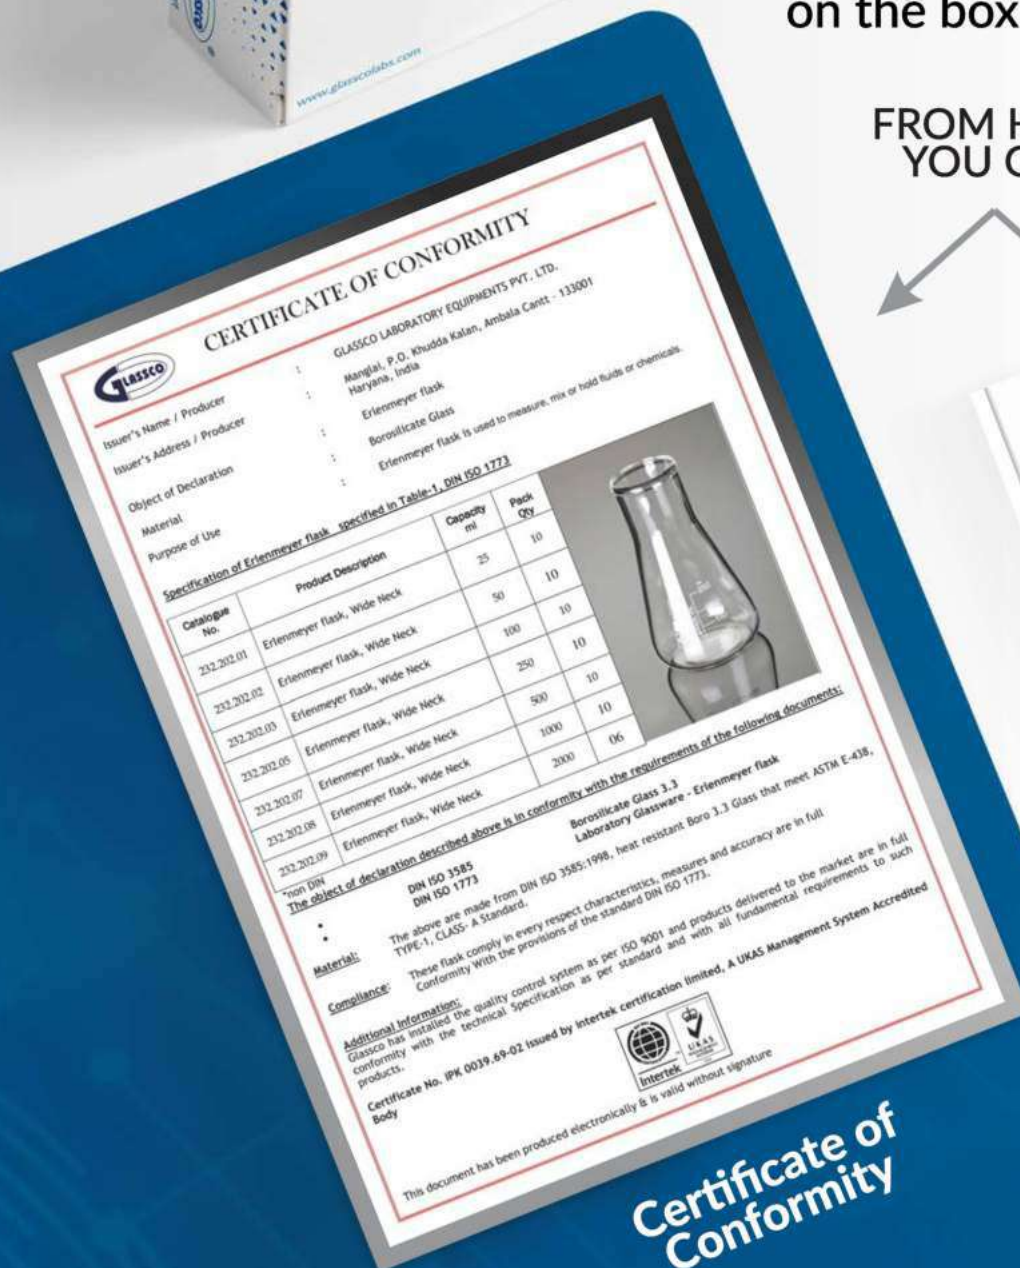 on the box
www.glasscolabs.com
FROM H
YOU C
CERTIFICATE OF CONFORMITY
GLASSCO
Issuer's Name / Producer : GLASSCO LABORATORY EQUIPMENTS PVT. LTD.
Issuer's Address / Producer : Manglai, P.O. Khudda Kalan, Ambala Cantt - 133001
Haryana, India
Object of Declaration : Erlenmeyer flask
Material : Borosilicate Glass
Purpose of Use : Erlenmeyer flask is used to measure, mix or hold fluids or chemicals.
Specification of Erlenmeyer flask specified in Table-1, DIN ISO 1773
Catalogue No. Product Description Capacity ml Pack Qty
232.202.01 Erlenmeyer flask, Wide Neck 25 10
232.202.02 Erlenmeyer flask, Wide Neck 50 10
232.202.03 Erlenmeyer flask, Wide Neck 100 10
232.202.05 Erlenmeyer flask, Wide Neck 250 10
232.202.07 Erlenmeyer flask, Wide Neck 500 10
232.202.08 Erlenmeyer flask, Wide Neck 1000 10
232.202.09 Erlenmeyer flask, Wide Neck 2000 06
*non DIN
The object of declaration described above is in conformity with the requirements of the following documents:
• DIN ISO 3585 Borosilicate Glass 3.3
• DIN ISO 1773 Laboratory Glassware - Erlenmeyer flask
Material: The above are made from DIN ISO 3585:1998, heat resistant Boro 3.3 Glass that meet ASTM E-438,
TYPE-1, CLASS- A Standard.
Compliance: These flask comply in every respect characteristics, measures and accuracy are in full
Conformity With the provisions of the standard DIN ISO 1773.
Additional Information:
Glassco has installed the quality control system as per ISO 9001 and products delivered to the market are in full
conformity with the technical Specification as per standard and with all fundamental requirements to such
products.
Certificate No. IPK 0039.69-02 issued by Intertek certification limited, A UKAS Management System Accredited
Body
Intertek
UKAS
This document has been produced electronically & is valid without signature
Certificate of
Conformity